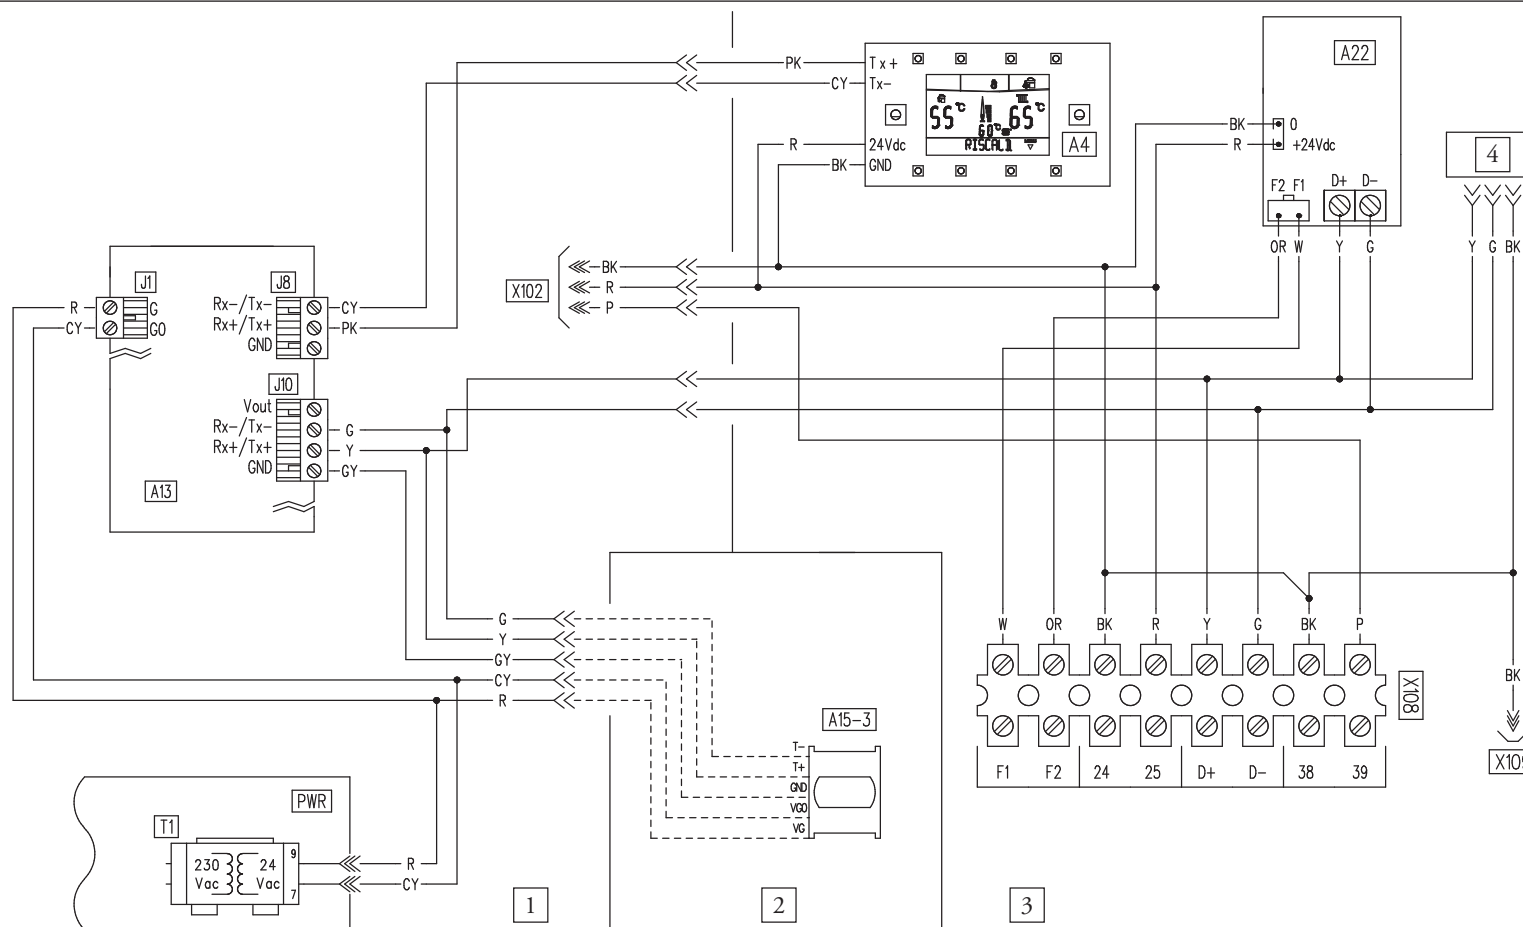 PK
Tx+
CY
Tx-
R
24Vdc
BK
GND
8
55°C
65°C
60°C
RISCAL1
A4
A22
BK
0
R
+24Vdc
F2 F1
D+ D-
OR W Y G
4
Y G BK
X102
BK
R
P
J1
R
G
CY
G0
J8
Rx-/Tx-
CY
Rx+/Tx+
PK
GND
J10
Vout
Rx-/Tx-
G
Rx+/Tx+
Y
GND
GY
A13
G
Y
GY
CY
R
W OR BK R Y G BK P
X108
F1 F2 24 25 D+ D- 38 39
BK
X109
A15-3
T-
T+
GND
VG0
VG
PWR
T1
230
Vac
24
Vac
9
7
R
CY
1
2
3